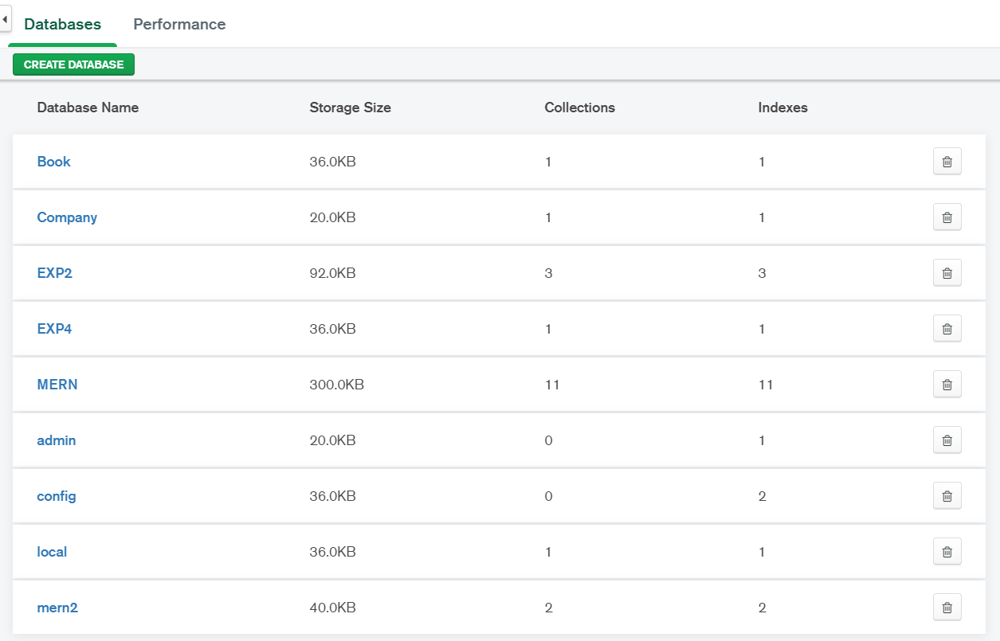 Databases Performance
CREATE DATABASE
Database Name Storage Size Collections Indexes
Book 36.0KB 1 1
Company 20.0KB 1 1
EXP2 92.0KB 3 3
EXP4 36.0KB 1 1
MERN 300.0KB 11 11
admin 20.0KB 0 1
config 36.0KB 0 2
local 36.0KB 1 1
mern2 40.0KB 2 2